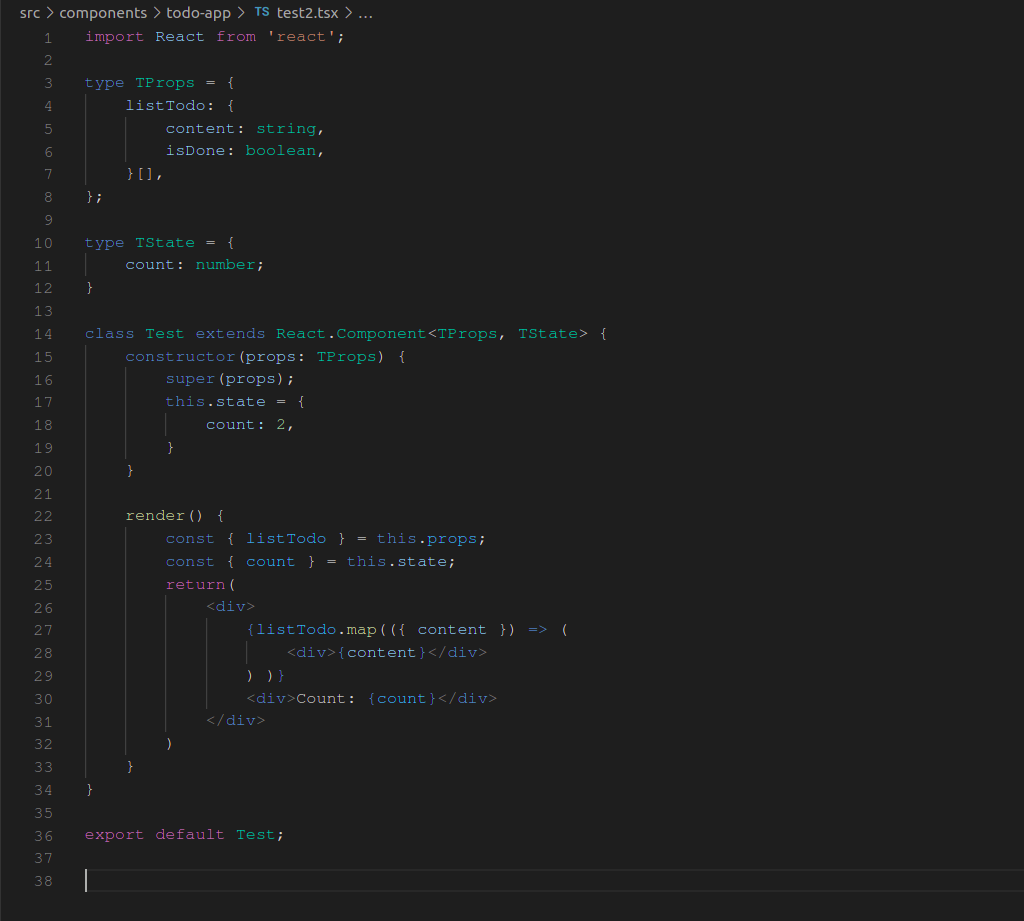 src > components > todo-app > TS test2.tsx > ...
1 import React from 'react';
2
3 type TProps = {
4     listTodo: {
5         content: string,
6         isDone: boolean,
7     }[],
8 };
9
10 type TState = {
11     count: number;
12 }
13
14 class Test extends React.Component<TProps, TState> {
15     constructor(props: TProps) {
16         super(props);
17         this.state = {
18             count: 2,
19         }
20     }
21
22     render() {
23         const { listTodo } = this.props;
24         const { count } = this.state;
25         return(
26             <div>
27                 {listTodo.map(({ content }) => (
28                     <div>{content}</div>
29                 ) )}
30                 <div>Count: {count}</div>
31             </div>
32         )
33     }
34 }
35
36 export default Test;
37
38